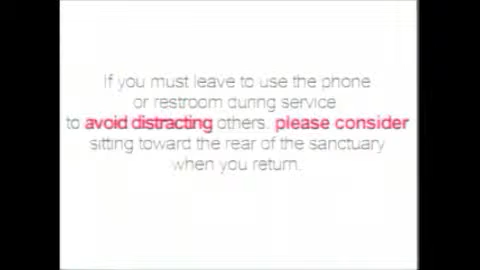 If you must leave to use the phone
or restroom during service
to avoid distracting others, please consider
sitting toward the rear of the sanctuary
when you return.